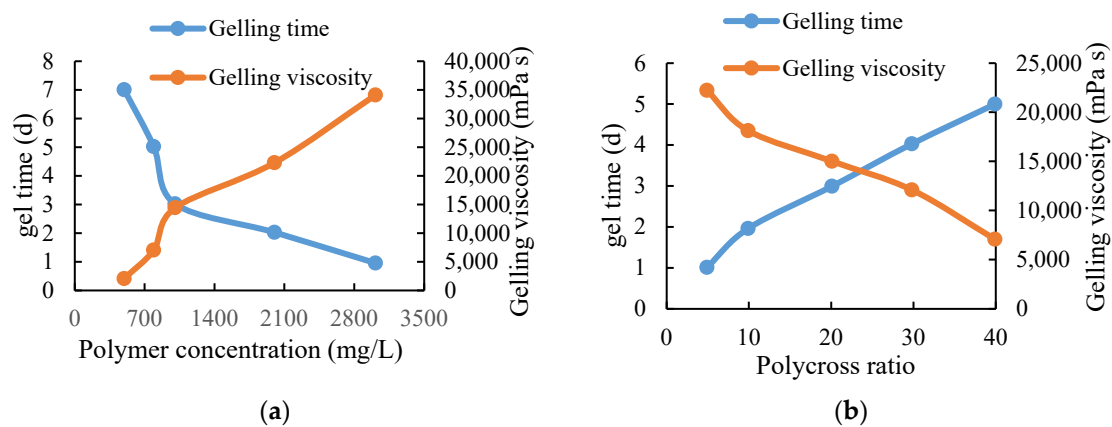 Gelling time
Gelling viscosity
8
7
6
5
4
3
2
1
0
gel time (d)
40,000
35,000
30,000
25,000
20,000
15,000
10,000
5,000
0
Gelling viscosity (mPa s)
0 700 1400 2100 2800 3500
Polymer concentration (mg/L)
(a)
Gelling time
Gelling viscosity
6
5
4
3
2
1
0
gel time (d)
25,000
20,000
15,000
10,000
5,000
0
Gelling viscosity (mPa s)
0 10 20 30 40
Polycross ratio
(b)